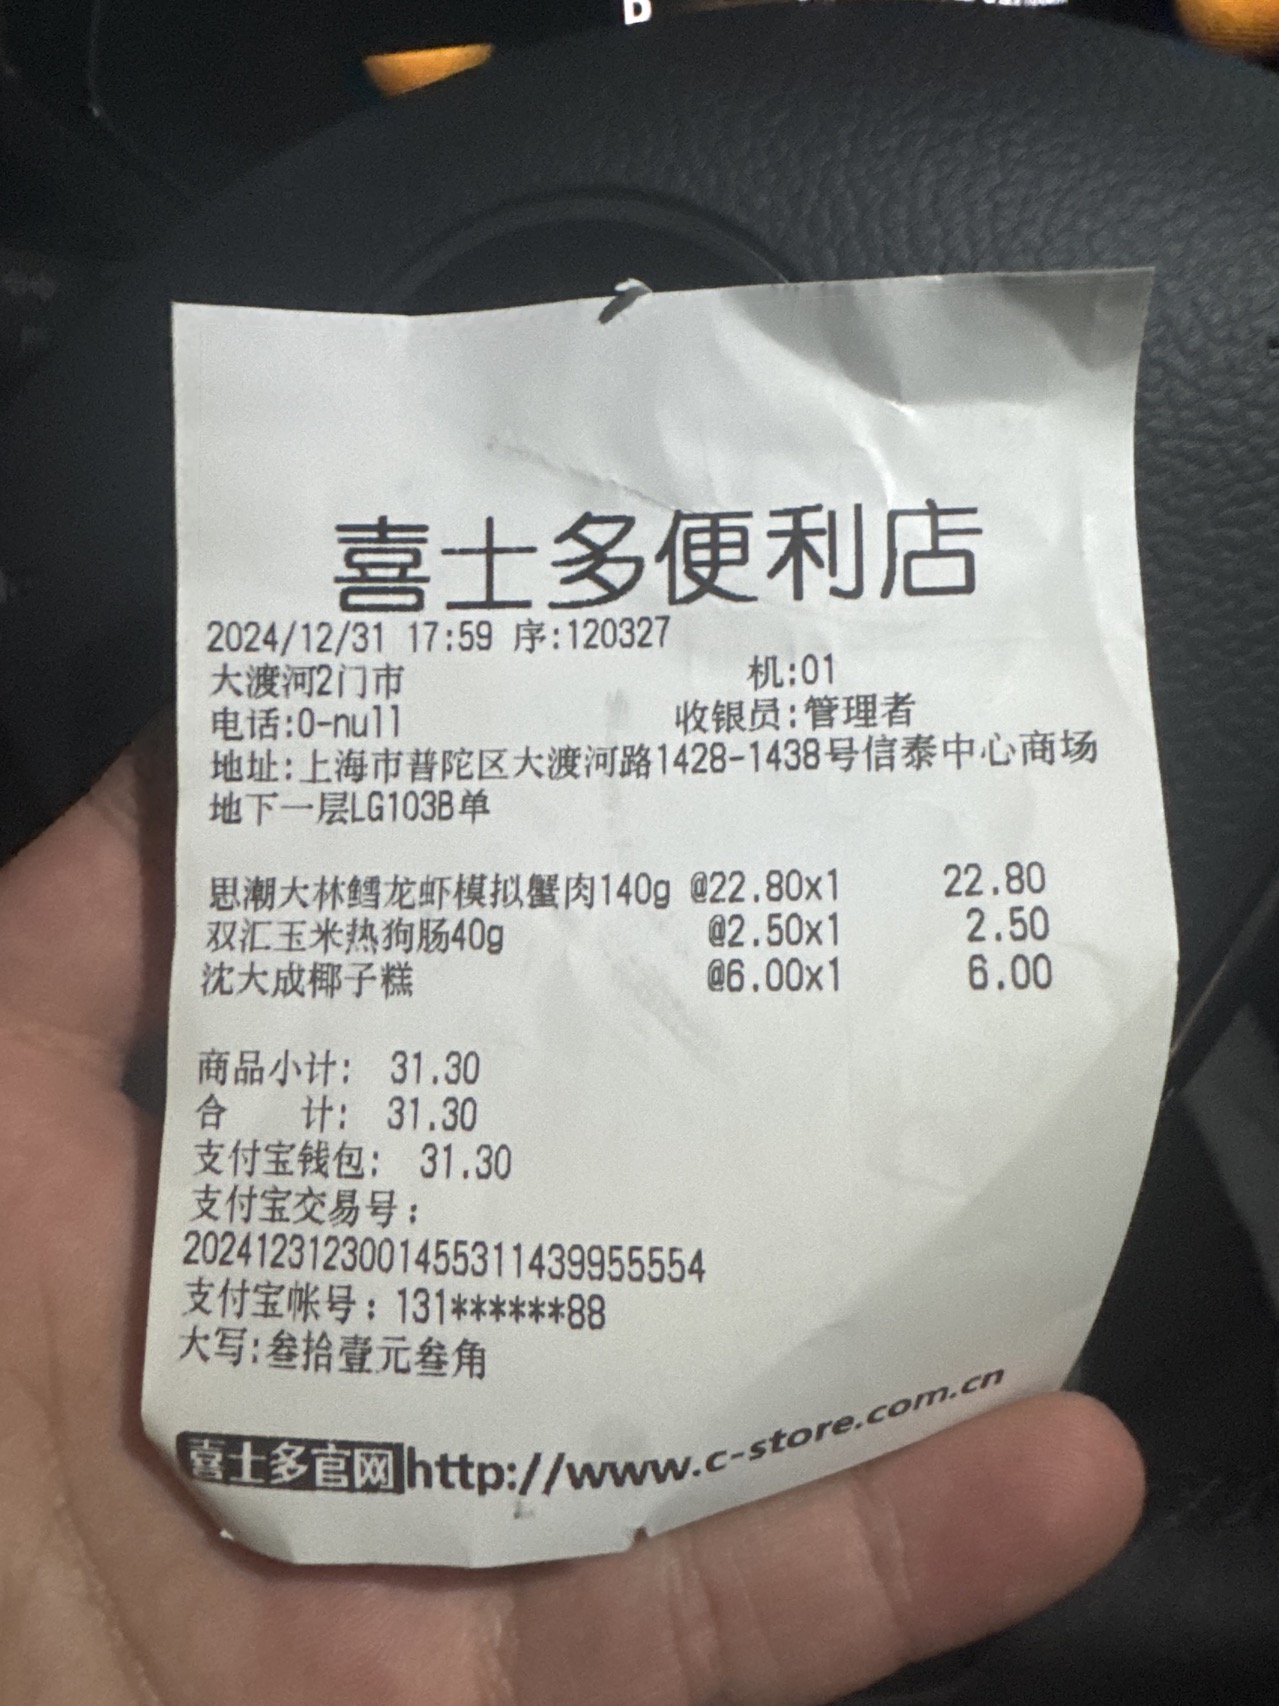 D
喜士多便利店
2024/12/31 17:59 序:120327
大渡河2门市 机:01
电话:0-null 收银员:管理者
地址:上海市普陀区大渡河路1428-1438号信泰中心商场
地下一层LG103B单
思潮大林鳕龙虾模拟蟹肉140g @22.80x1 22.80
双汇玉米热狗肠40g @2.50x1 2.50
沈大成椰子糕 @6.00x1 6.00
商品小计: 31.30
合 计: 31.30
支付宝钱包: 31.30
支付宝交易号:
2024123123001455311439955554
支付宝帐号:131******88
大写:叁拾壹元叁角
喜士多官网http://www.c-store.com.cn